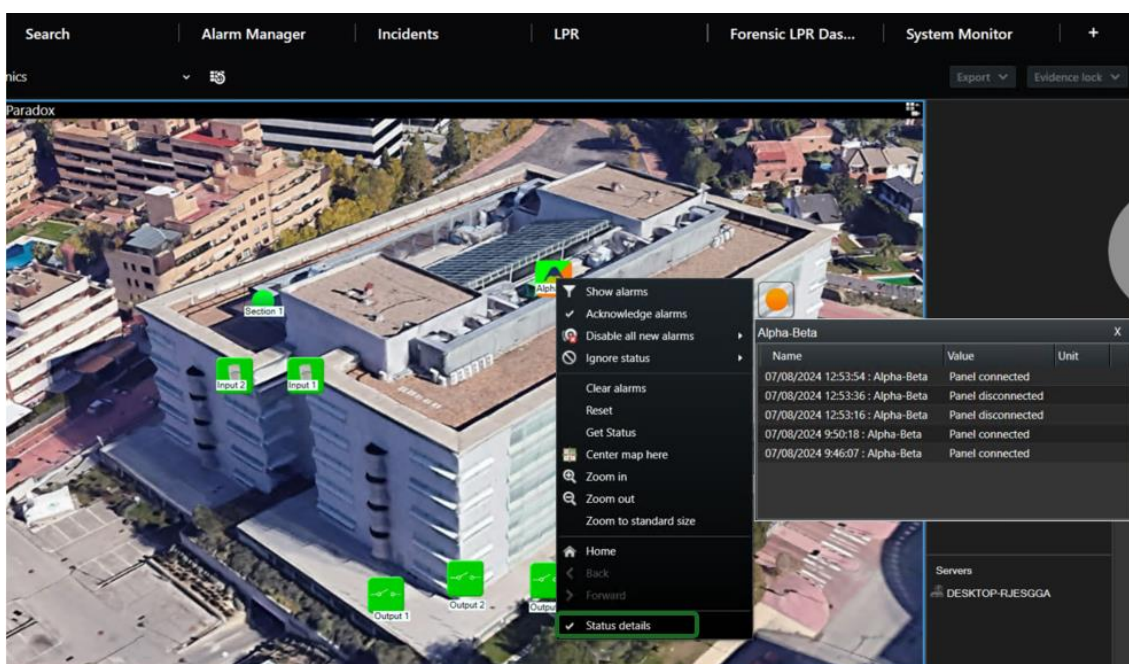 Search
Alarm Manager
Incidents
LPR
Forensic LPR Das...
System Monitor
+
nics
Export
Evidence lock
Paradox
Section 1
Input 2
Input 1
Alph
Output 1
Output 2
Outpu
Show alarms
Acknowledge alarms
Disable all new alarms
Ignore status
Clear alarms
Reset
Get Status
Center map here
Zoom in
Zoom out
Zoom to standard size
Home
Back
Forward
Status details
Alpha-Beta X
Name Value Unit
07/08/2024 12:53:54 : Alpha-Beta Panel connected
07/08/2024 12:53:36 : Alpha-Beta Panel disconnected
07/08/2024 12:53:16 : Alpha-Beta Panel disconnected
07/08/2024 9:50:18 : Alpha-Beta Panel connected
07/08/2024 9:46:07 : Alpha-Beta Panel connected
Servers
DESKTOP-RJESGGA